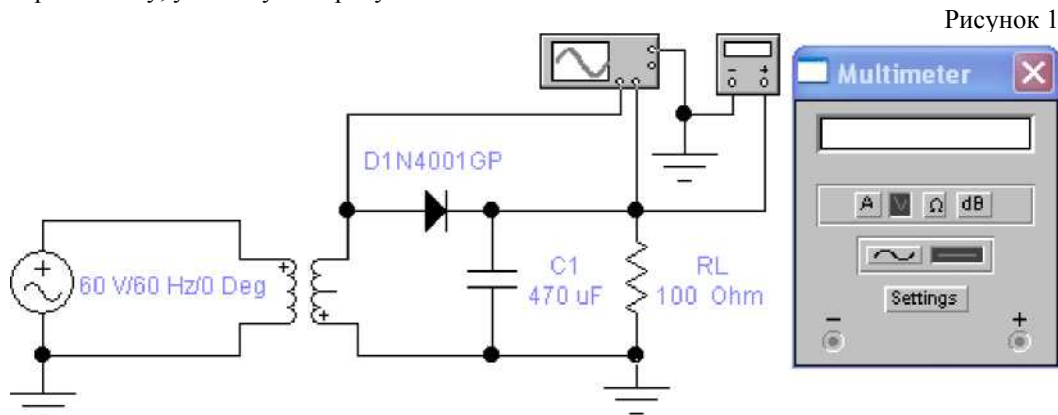 Рисунок 1
Multimeter
D1N4001GP
A V Ω dB
60 V/60 Hz/0 Deg
C1
470 uF
RL
100 Ohm
Settings